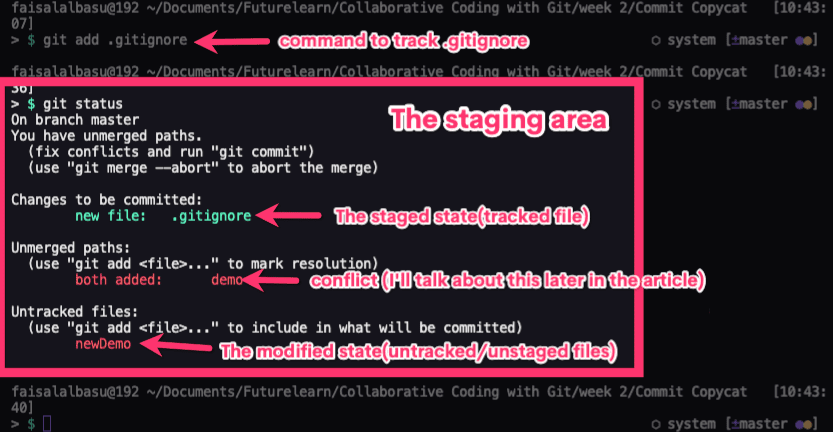 faisalalbasu@192 ~/Documents/Futurelearn/Collaborative Coding with Git/week 2/Commit Copycat [10:43:
07]
> $ git add .gitignore command to track .gitignore system [±master ●●]
faisalalbasu@192 ~/Documents/Futurelearn/Collaborative Coding with Git/week 2/Commit Copycat [10:43:
36]
> $ git status system [±master ●●]
On branch master
The staging area
You have unmerged paths.
(fix conflicts and run "git commit")
(use "git merge --abort" to abort the merge)
Changes to be committed:
new file: .gitignore The staged state(tracked file)
Unmerged paths:
(use "git add <file>..." to mark resolution)
both added: demo conflict (I'll talk about this later in the article)
Untracked files:
(use "git add <file>..." to include in what will be committed)
newDemo The modified state(untracked/unstaged files)
faisalalbasu@192 ~/Documents/Futurelearn/Collaborative Coding with Git/week 2/Commit Copycat [10:43:
40]
> $ system [±master ●●]